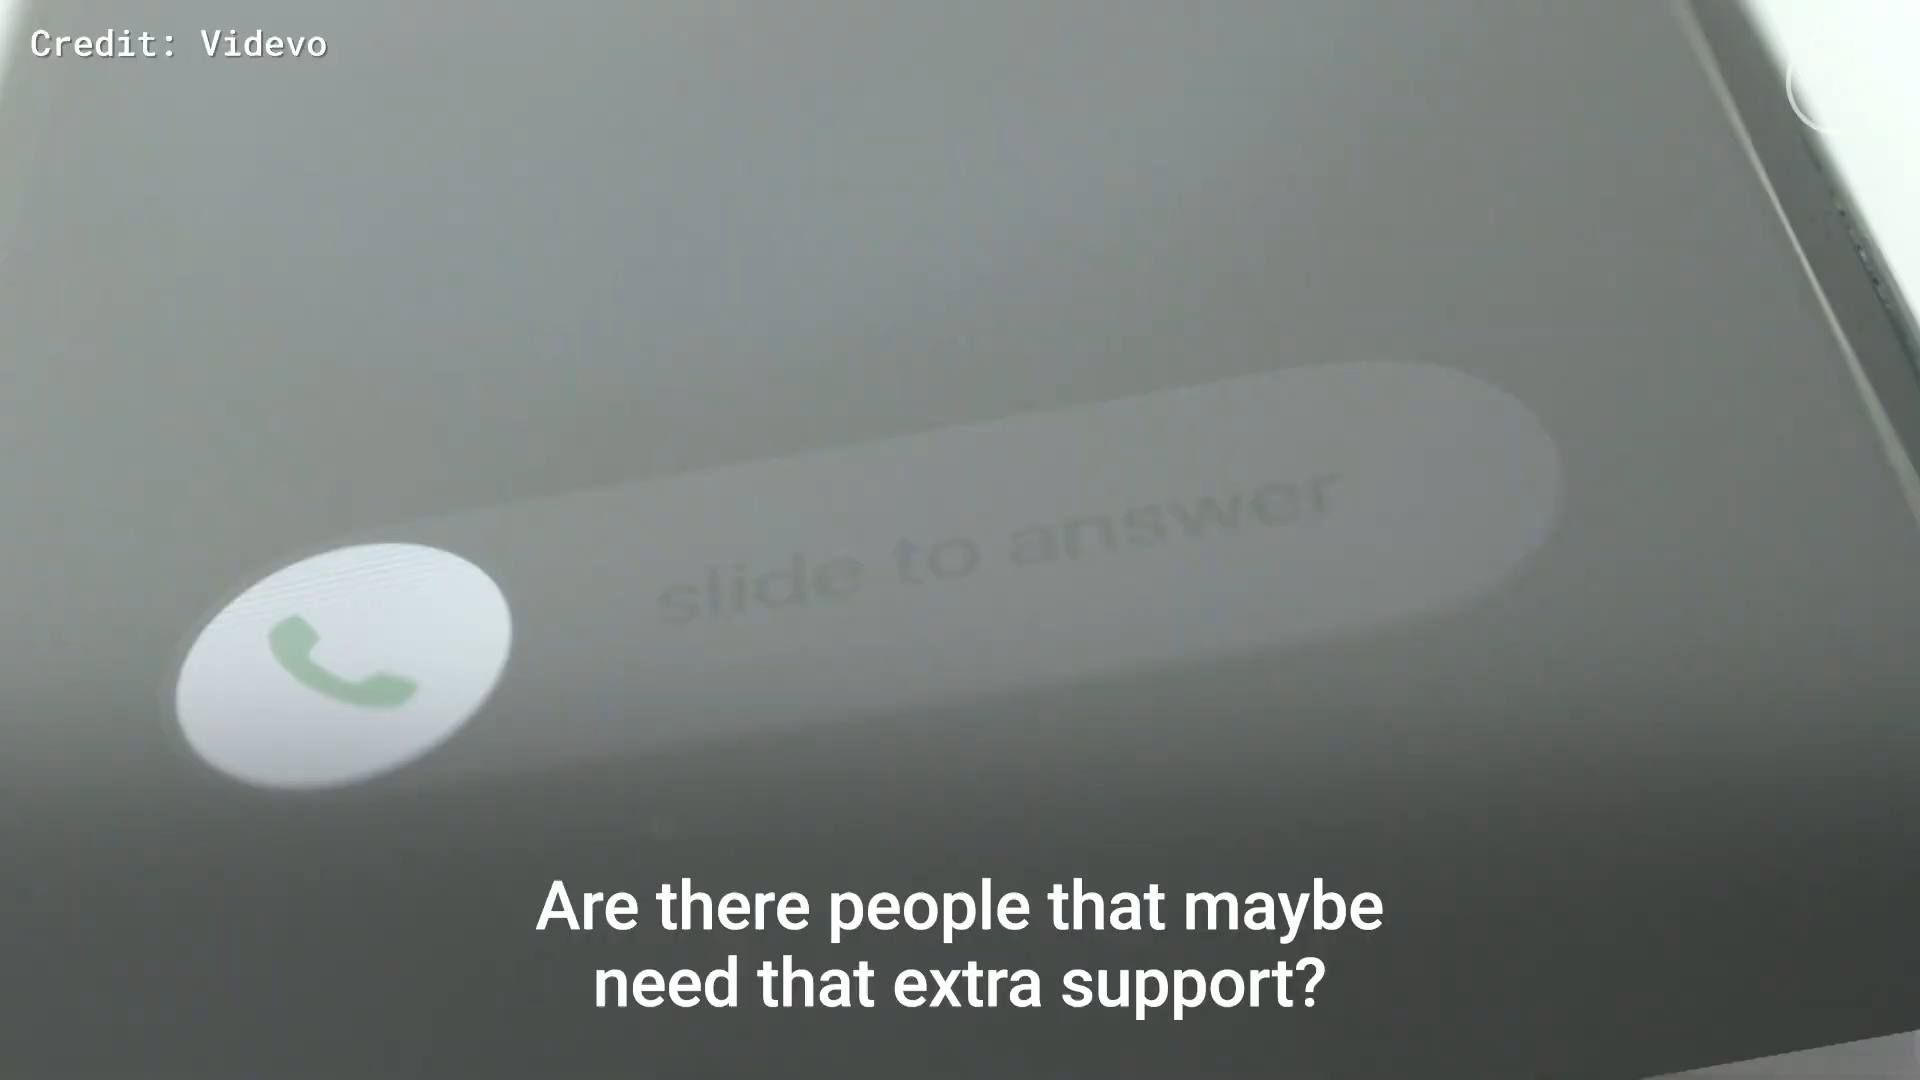 Credit: Videvo
slide to answer
Are there people that maybe
need that extra support?